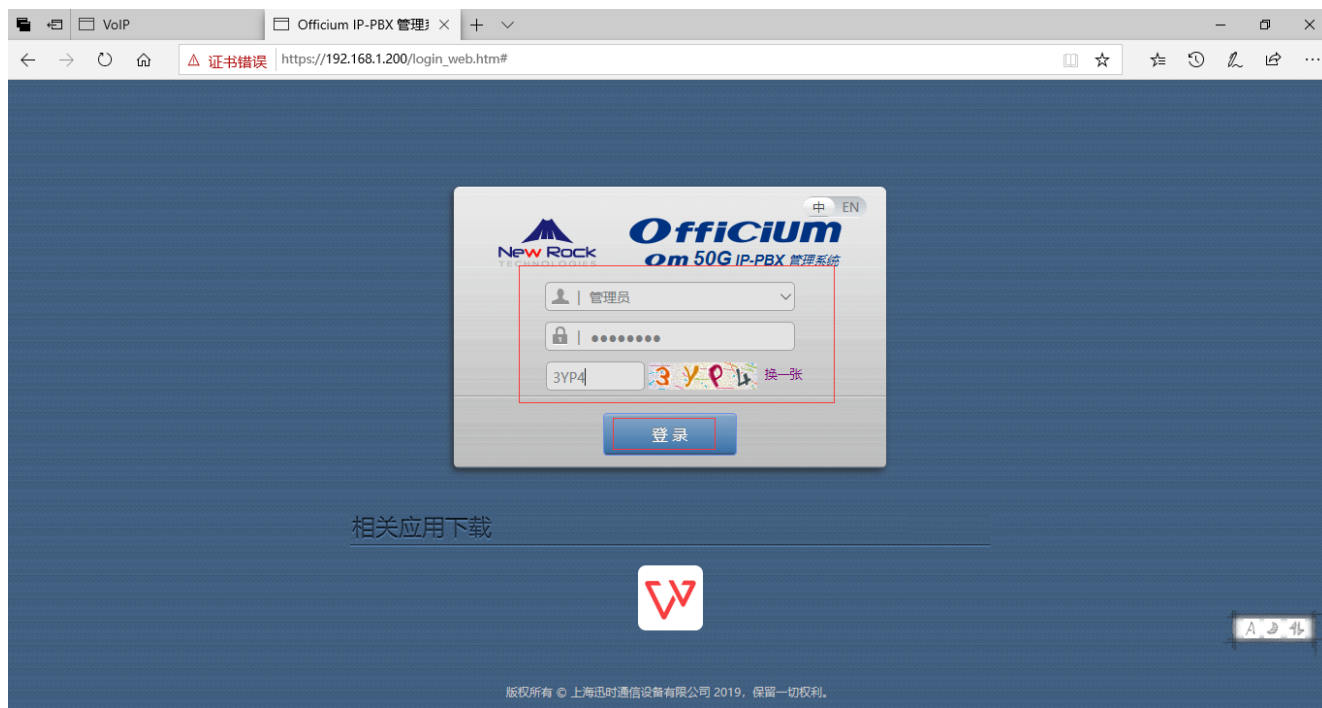 VoIP
Officium IP-PBX 管理
证书错误 https://192.168.1.200/login_web.htm#
中 EN
New Rock
TECHNOLOGIES
Officium
Om 50G IP-PBX 管理系统
管理员
3YP4 3YP4 换一张
登录
相关应用下载
A
版权所有 © 上海迅时通信设备有限公司 2019，保留一切权利。